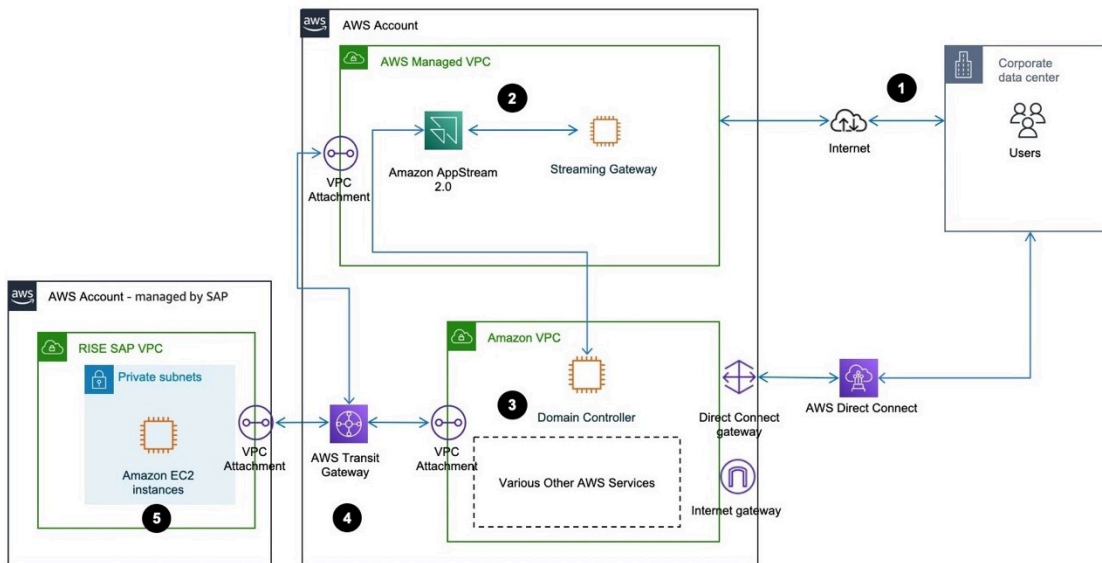 aws
AWS Account
AWS Managed VPC
2
Amazon AppStream
2.0
Streaming Gateway
VPC
Attachment
1
Internet
Corporate
data center
Users
aws
AWS Account - managed by SAP
RISE SAP VPC
Private subnets
Amazon EC2
instances
5
VPC
Attachment
AWS Transit
Gateway
4
VPC
Attachment
Amazon VPC
3
Domain Controller
Various Other AWS Services
Direct Connect
gateway
Internet gateway
AWS Direct Connect